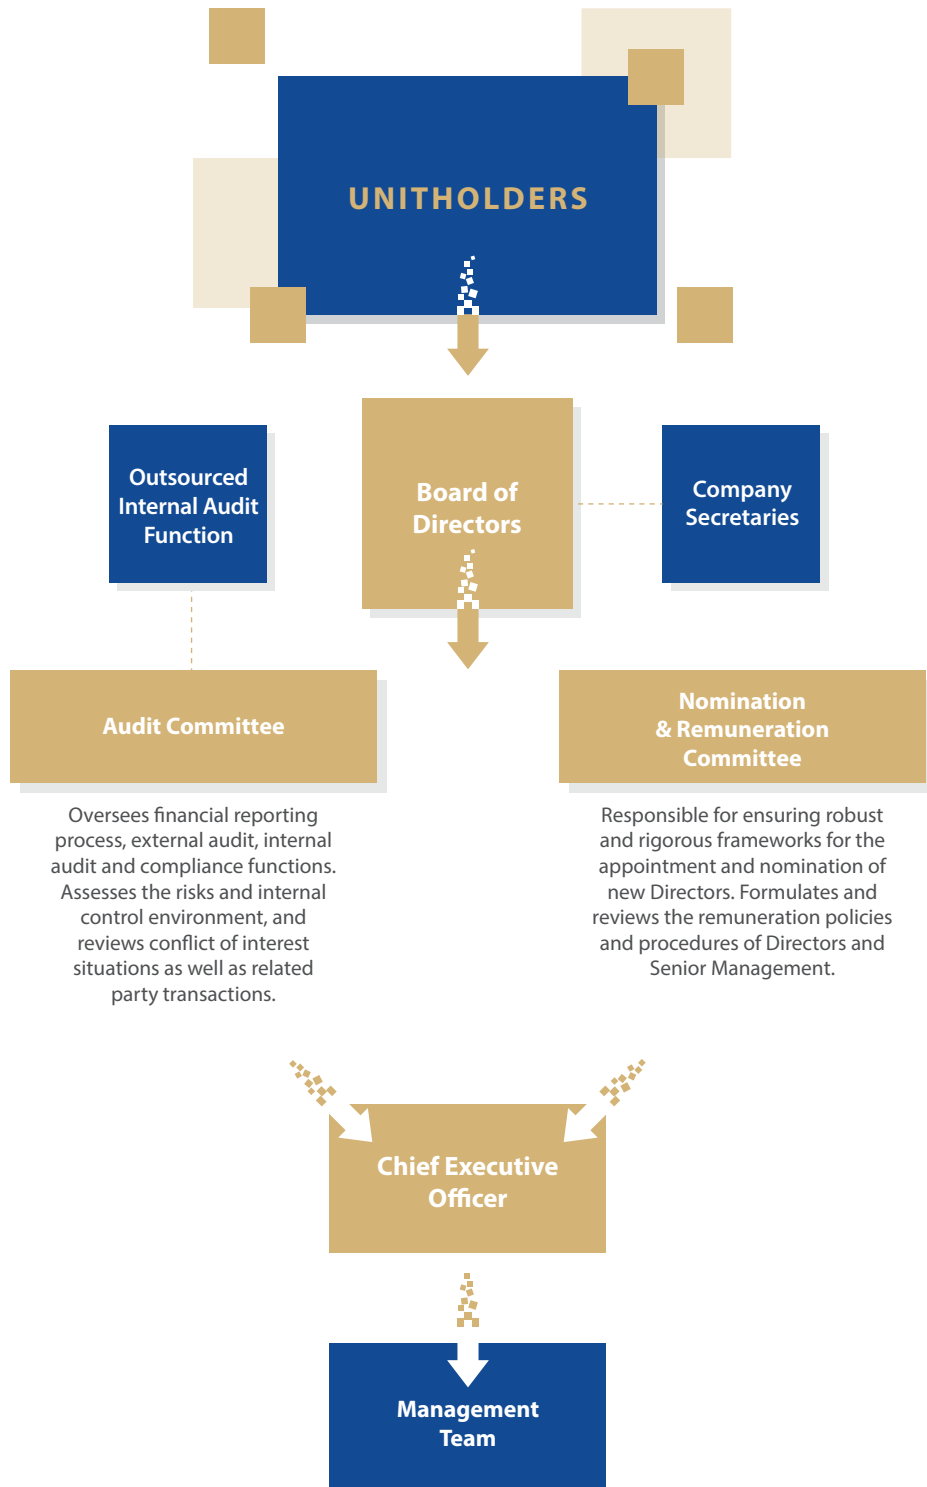 UNITHOLDERS
Outsourced
Internal Audit
Function
Board of
Directors
Company
Secretaries
Audit Committee
Oversees financial reporting
process, external audit, internal
audit and compliance functions.
Assesses the risks and internal
control environment, and
reviews conflict of interest
situations as well as related
party transactions.
Nomination
& Remuneration
Committee
Responsible for ensuring robust
and rigorous frameworks for the
appointment and nomination of
new Directors. Formulates and
reviews the remuneration policies
and procedures of Directors and
Senior Management.
Chief Executive
Officer
Management
Team